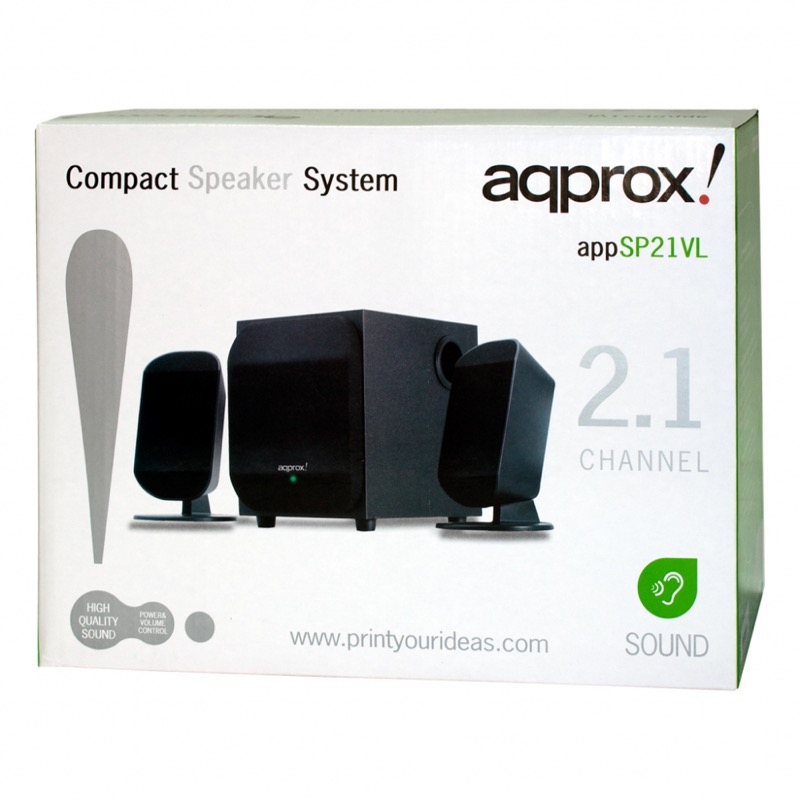 Compact Speaker System
aqprox!
appSP21VL
2.1
CHANNEL
aqprox!
HIGH
QUALITY
SOUND
POWER&
VOLUME
CONTROL
www.printyourideas.com
SOUND